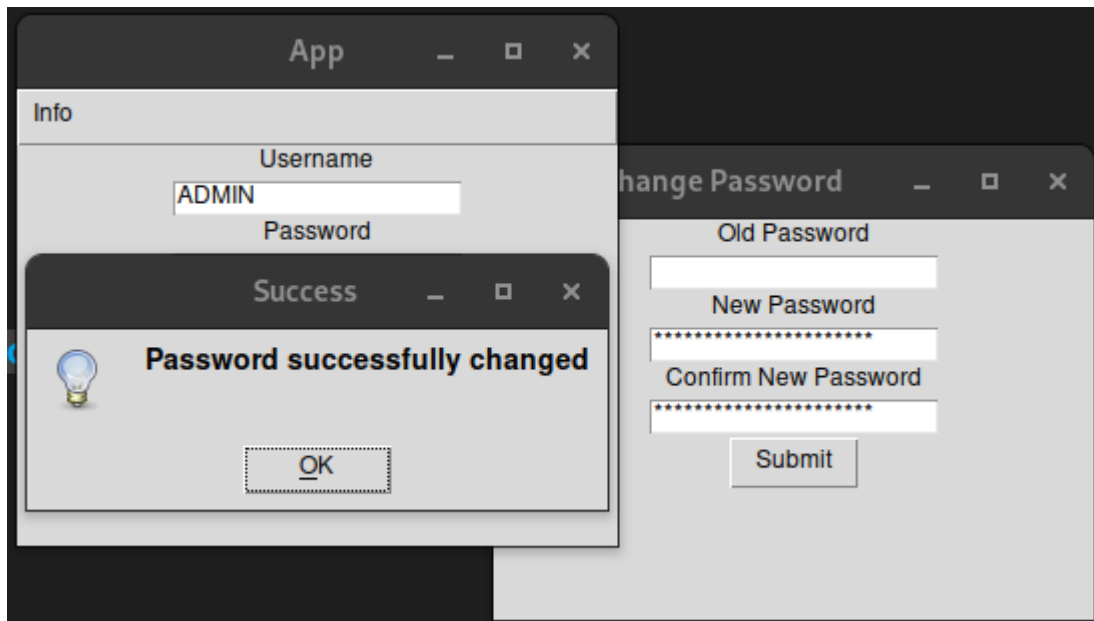 App
Info
Username
ADMIN
Password
Success
Password successfully changed
OK
hange Password
Old Password
New Password
**********************
Confirm New Password
**********************
Submit